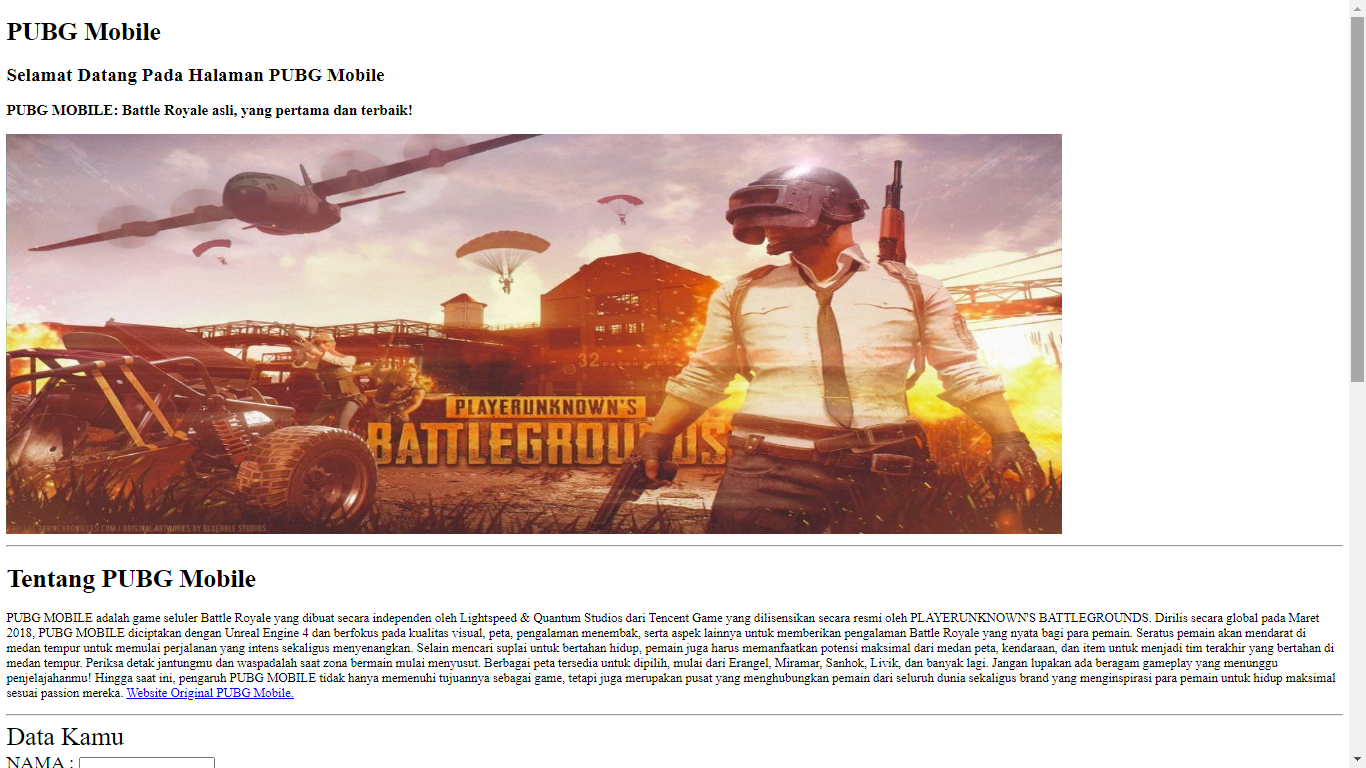 PUBG Mobile
Selamat Datang Pada Halaman PUBG Mobile
PUBG MOBILE: Battle Royale asli, yang pertama dan terbaik!
32
PLAYERUNKNOWN'S
BATTLEGROUNDS
ORIGINAL ARTWORKS BY BLUEHOLE STUDIOS
Tentang PUBG Mobile
PUBG MOBILE adalah game seluler Battle Royale yang dibuat secara independen oleh Lightspeed & Quantum Studios dari Tencent Game yang dilisensikan secara resmi oleh PLAYERUNKNOWN'S BATTLEGROUNDS. Dirilis secara global pada Maret
2018, PUBG MOBILE diciptakan dengan Unreal Engine 4 dan berfokus pada kualitas visual, peta, pengalaman menembak, serta aspek lainnya untuk memberikan pengalaman Battle Royale yang nyata bagi para pemain. Seratus pemain akan mendarat di
medan tempur untuk memulai perjalanan yang intens sekaligus menyenangkan. Selain mencari suplai untuk bertahan hidup, pemain juga harus memanfaatkan potensi maksimal dari medan peta, kendaraan, dan item untuk menjadi tim terakhir yang bertahan di
medan tempur. Periksa detak jantungmu dan waspadalah saat zona bermain mulai menyusut. Berbagai peta tersedia untuk dipilih, mulai dari Erangel, Miramar, Sanhok, Livik, dan banyak lagi. Jangan lupakan ada beragam gameplay yang menunggu
penjelajahanmu! Hingga saat ini, pengaruh PUBG MOBILE tidak hanya memenuhi tujuannya sebagai game, tetapi juga merupakan pusat yang menghubungkan pemain dari seluruh dunia sekaligus brand yang menginspirasi para pemain untuk hidup maksimal
sesuai passion mereka. Website Original PUBG Mobile.
Data Kamu
NAMA :